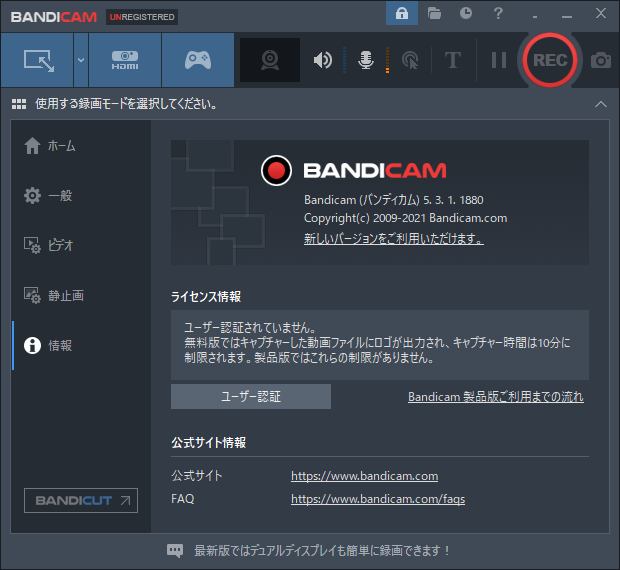 BANDICAM UNREGISTERED
HDMI
T
REC
使用する録画モードを選択してください。
ホーム
一般
ビデオ
静止画
情報
BANDICUT
BANDICAM
Bandicam (バンディカム) 5. 3. 1. 1880
Copyright(c) 2009-2021 Bandicam.com
新しいバージョンをご利用いただけます。
ライセンス情報
ユーザー認証されていません。
無料版ではキャプチャーした動画ファイルにロゴが出力され、キャプチャー時間は10分に
制限されます。製品版ではこれらの制限がありません。
ユーザー認証
Bandicam 製品版ご利用までの流れ
公式サイト情報
公式サイト https://www.bandicam.com
FAQ https://www.bandicam.com/faqs
最新版ではデュアルディスプレイも簡単に録画できます！